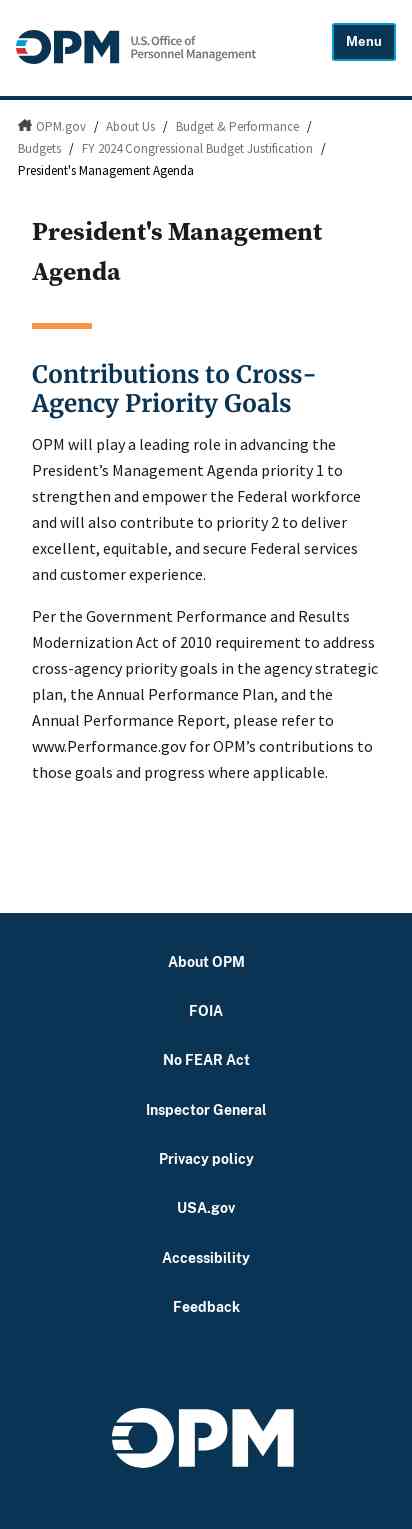 OPM U.S. Office of
Personnel Management
Menu
OPM.gov / About Us / Budget & Performance /
Budgets / FY 2024 Congressional Budget Justification /
President's Management Agenda
President's Management
Agenda
Contributions to Cross-
Agency Priority Goals
OPM will play a leading role in advancing the
President’s Management Agenda priority 1 to
strengthen and empower the Federal workforce
and will also contribute to priority 2 to deliver
excellent, equitable, and secure Federal services
and customer experience.
Per the Government Performance and Results
Modernization Act of 2010 requirement to address
cross-agency priority goals in the agency strategic
plan, the Annual Performance Plan, and the
Annual Performance Report, please refer to
www.Performance.gov for OPM’s contributions to
those goals and progress where applicable.
About OPM
FOIA
No FEAR Act
Inspector General
Privacy policy
USA.gov
Accessibility
Feedback
OPM